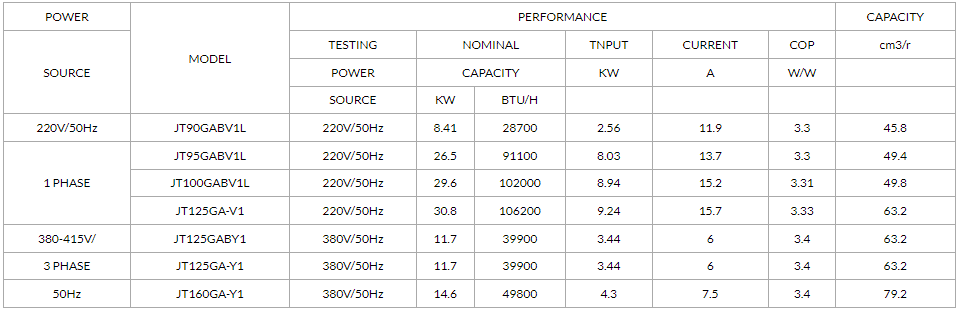 POWER PERFORMANCE CAPACITY
SOURCE MODEL TESTING NOMINAL TNPUT CURRENT COP cm3/r
POWER CAPACITY KW A W/W
SOURCE KW BTU/H
220V/50Hz JT90GABV1L 220V/50Hz 8.41 28700 2.56 11.9 3.3 45.8
1 PHASE JT95GABV1L 220V/50Hz 26.5 91100 8.03 13.7 3.3 49.4
JT100GABV1L 220V/50Hz 29.6 102000 8.94 15.2 3.31 49.8
JT125GA-V1 220V/50Hz 30.8 106200 9.24 15.7 3.33 63.2
380-415V/ JT125GABY1 380V/50Hz 11.7 39900 3.44 6 3.4 63.2
3 PHASE JT125GA-Y1 380V/50Hz 11.7 39900 3.44 6 3.4 63.2
50Hz JT160GA-Y1 380V/50Hz 14.6 49800 4.3 7.5 3.4 79.2